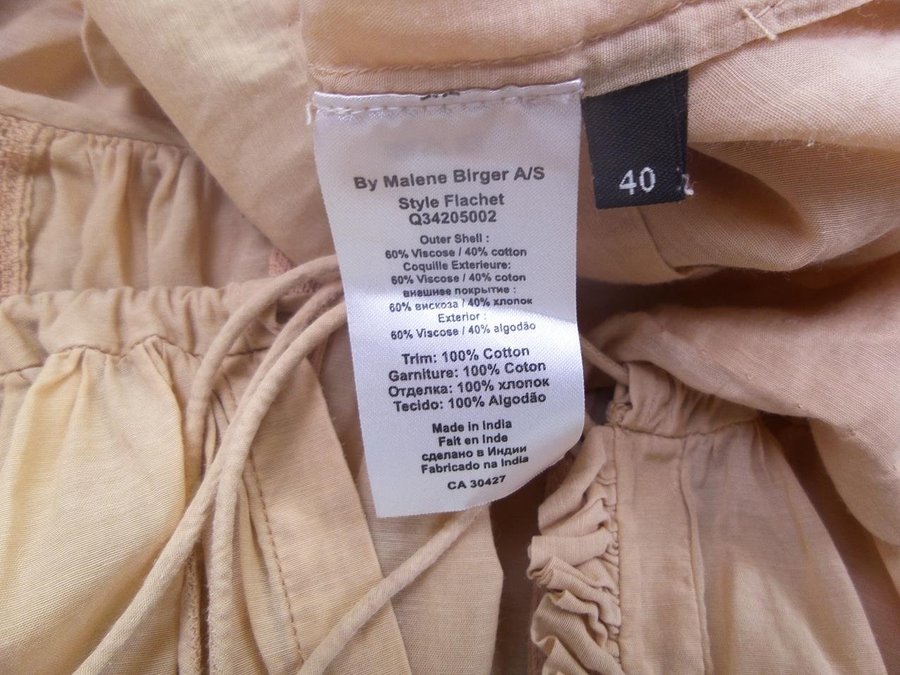 By Malene Birger A/S
Style Flachet
Q34205002
Outer Shell :
60% Viscose / 40% cotton
Coquille Exterieure:
60% Viscose / 40% coton
внешнее покрытие :
60% вискоза / 40% хлопок
Exterior :
60% Viscose / 40% algodão
Trim: 100% Cotton
Garniture: 100% Coton
Отделка: 100% хлопок
Tecido: 100% Algodão
Made in India
Fait en Inde
сделано в Индии
Fabricado na India
CA 30427
40